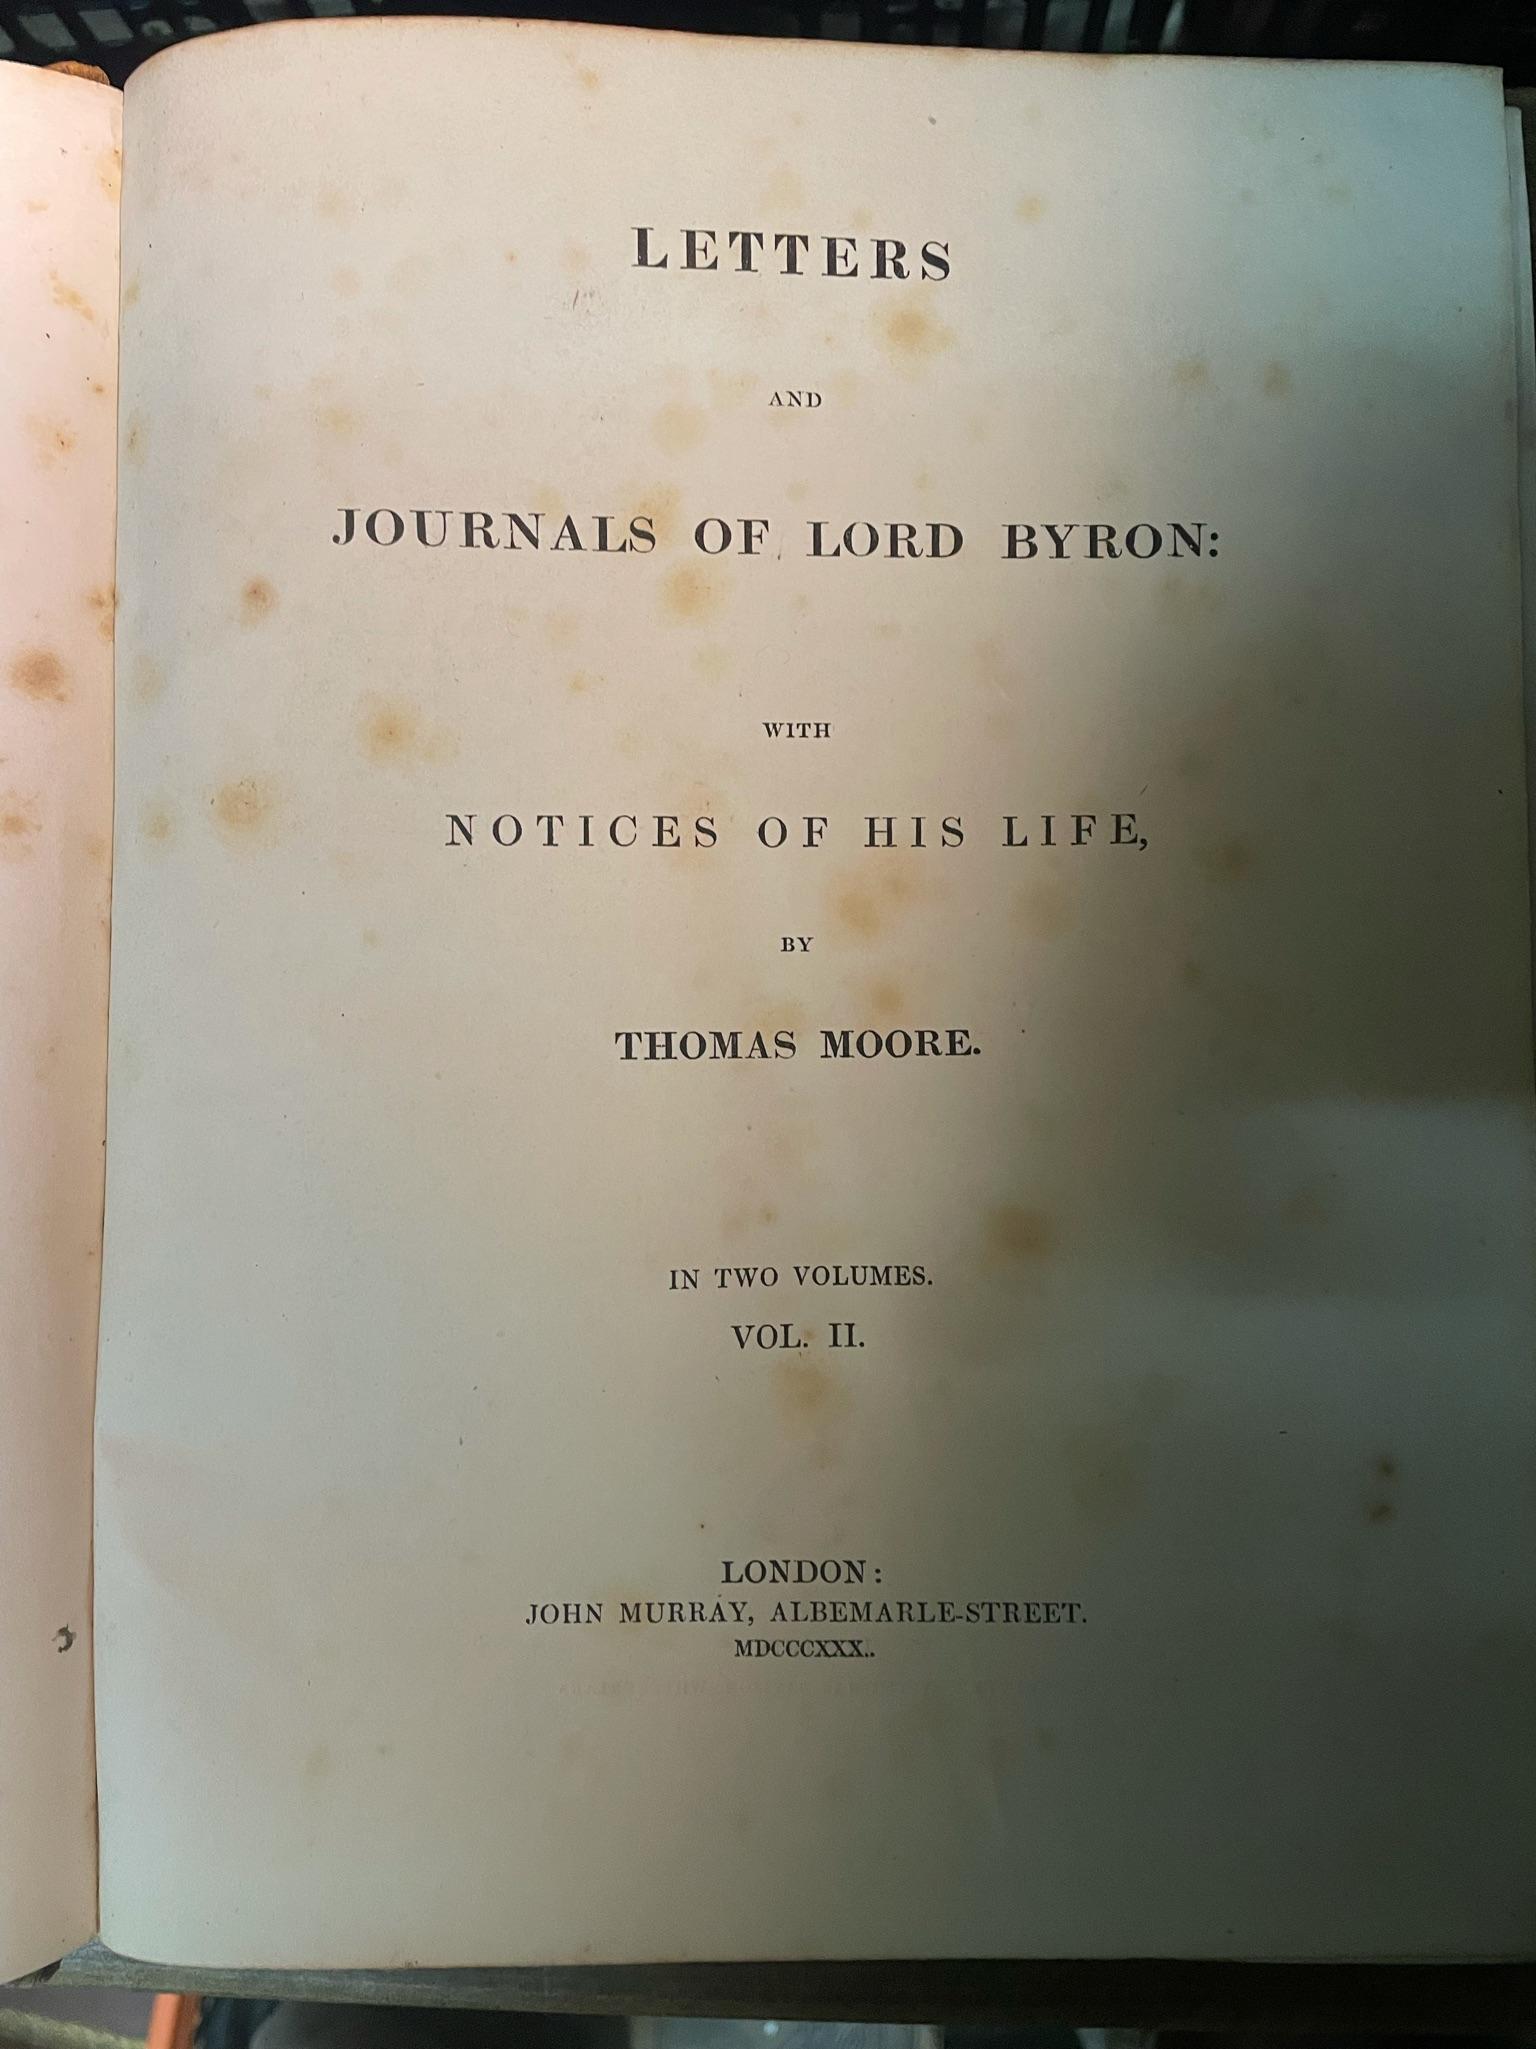 LETTERS
AND
JOURNALS OF LORD BYRON:
WITH
NOTICES OF HIS LIFE,
BY
THOMAS MOORE.
IN TWO VOLUMES.
VOL. II.
LONDON:
JOHN MURRAY, ALBEMARLE-STREET.
MDCCCXXX..